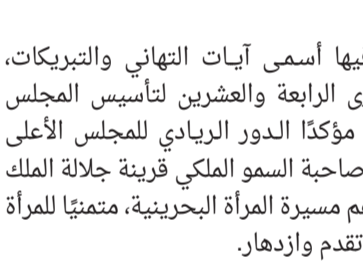 فيها أسمى آيات التهاني والتبريكات،
الرابعة والعشرين لتأسيس المجلس
مؤكدًا الدور الريادي للمجلس الأعلى
صاحبة السمو الملكي قرينة جلالة الملك
مسيرة المرأة البحرينية، متمنيًا للمرأة
تقدم وازدهار.